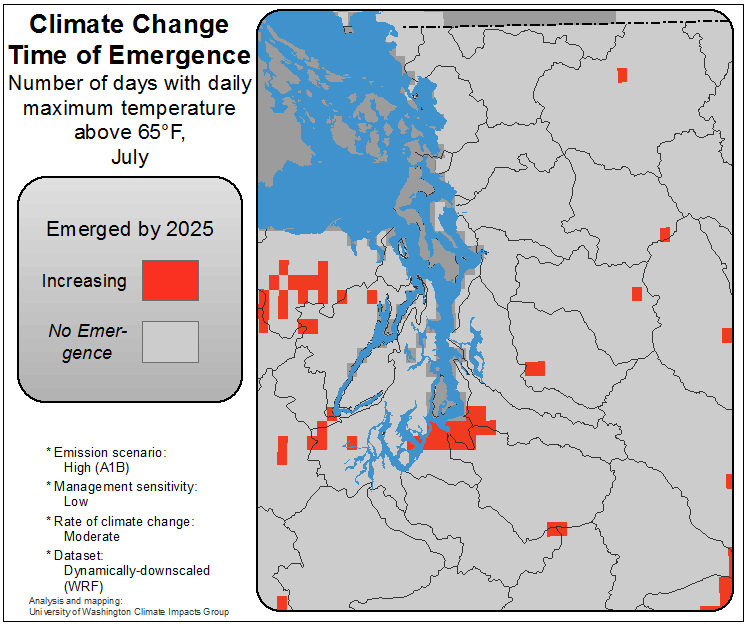 Climate Change
Time of Emergence
Number of days with daily
maximum temperature
above 65°F,
July
Emerged by 2025
Increasing
No Emer-
gence
* Emission scenario:
High (A1B)
* Management sensitivity:
Low
* Rate of climate change:
Moderate
* Dataset:
Dynamically-downscaled
(WRF)
Analysis and mapping:
University of Washington Climate Impacts Group